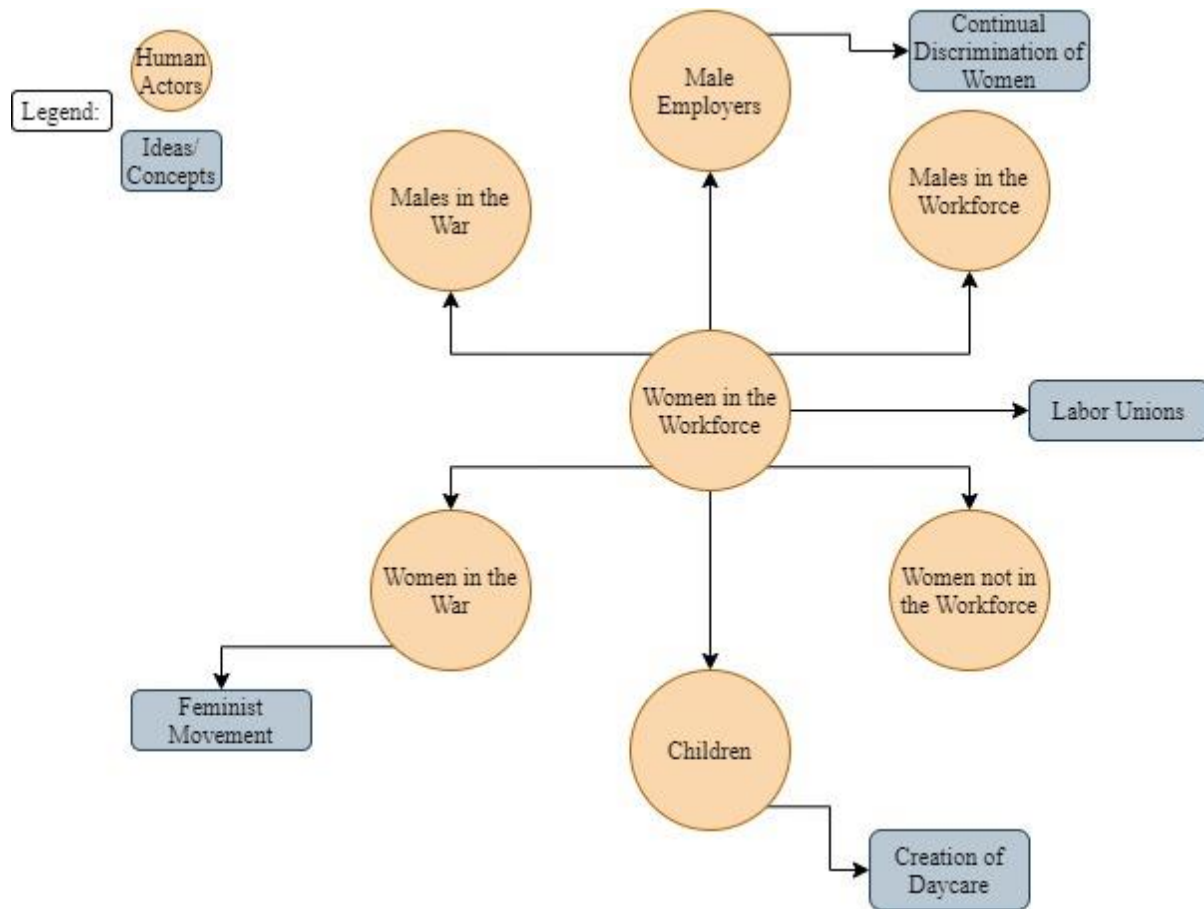 Legend:
Human
Actors
Ideas/
Concepts
Male
Employers
Continual
Discrimination of
Women
Males in the
War
Males in the
Workforce
Women in the
Workforce
Labor Unions
Women in the
War
Women not in
the Workforce
Feminist
Movement
Children
Creation of
Daycare